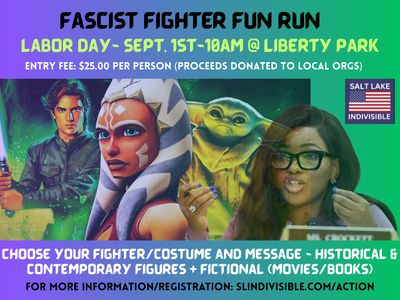 FASCIST FIGHTER FUN RUN
LABOR DAY- SEPT. 1ST-10AM @ LIBERTY PARK
ENTRY FEE: $25.00 PER PERSON (PROCEEDS DONATED TO LOCAL ORGS)
SALT LAKE
INDIVISIBLE
MS. CROCKETT
CHOOSE YOUR FIGHTER/COSTUME AND MESSAGE - HISTORICAL &
CONTEMPORARY FIGURES + FICTIONAL (MOVIES/BOOKS)
FOR MORE INFORMATION/REGISTRATION: SLINDIVISIBLE.COM/ACTION